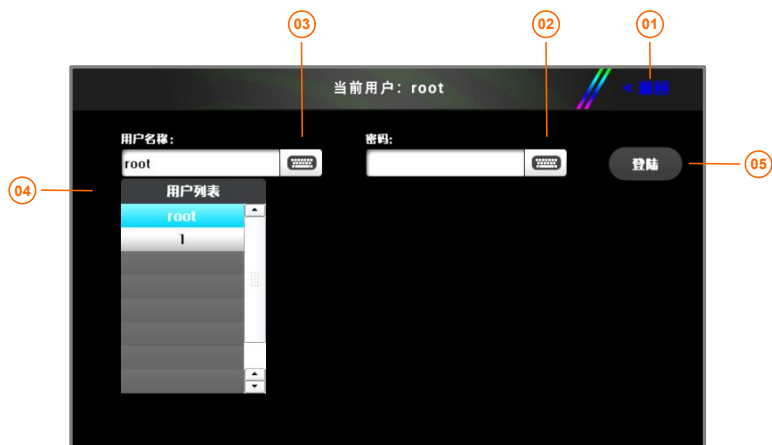 03
02
01
当前用户: root
< 返回
用户名称:
密码:
root
登陆
05
04
用户列表
root
1